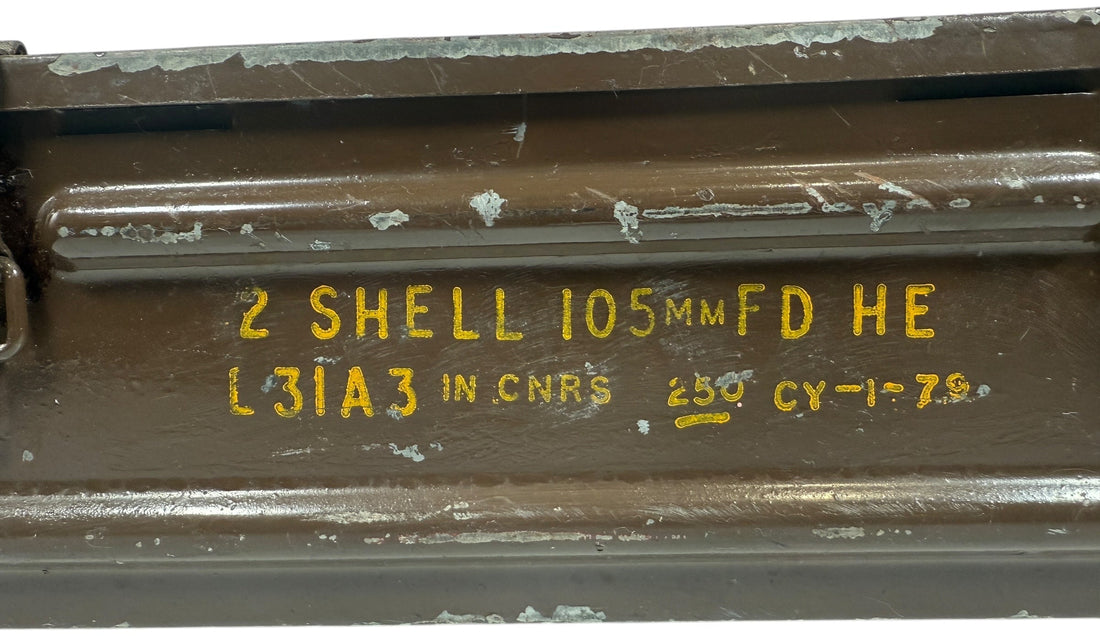 2 SHELL 105MM FD HE
L31A3 IN CNRS 250 CY-1-79